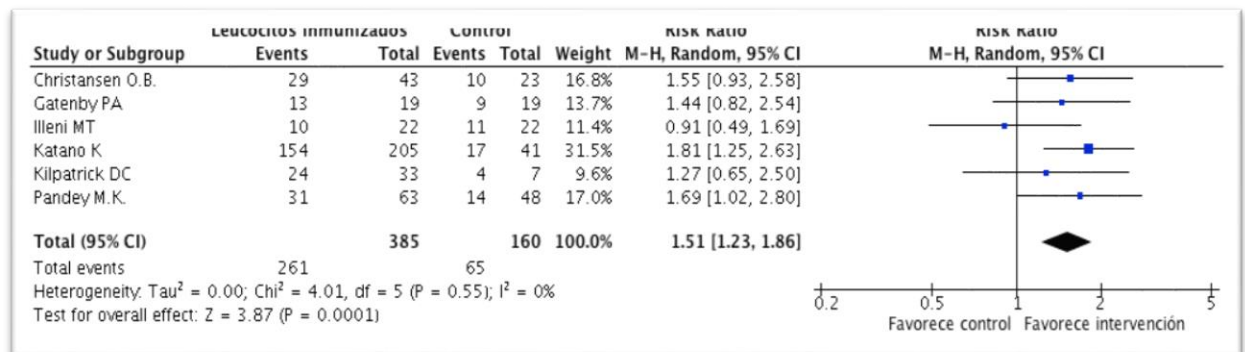 Leucocitos Inmunizados Control Risk Ratio Risk Ratio
Study or Subgroup Events Total Events Total Weight M-H, Random, 95% CI M-H, Random, 95% CI
Christansen O.B. 29 43 10 23 16.8% 1.55 [0.93, 2.58]
Gatenby PA 13 19 9 19 13.7% 1.44 [0.82, 2.54]
Illeni MT 10 22 11 22 11.4% 0.91 [0.49, 1.69]
Katano K 154 205 17 41 31.5% 1.81 [1.25, 2.63]
Kilpatrick DC 24 33 4 7 9.6% 1.27 [0.65, 2.50]
Pandey M.K. 31 63 14 48 17.0% 1.69 [1.02, 2.80]
Total (95% CI) 385 160 100.0% 1.51 [1.23, 1.86]
Total events 261 65
Heterogeneity: Tau² = 0.00; Chi² = 4.01, df = 5 (P = 0.55); I² = 0%
Test for overall effect: Z = 3.87 (P = 0.0001)
0.2 0.5 1 2 5
Favorece control Favorece intervención